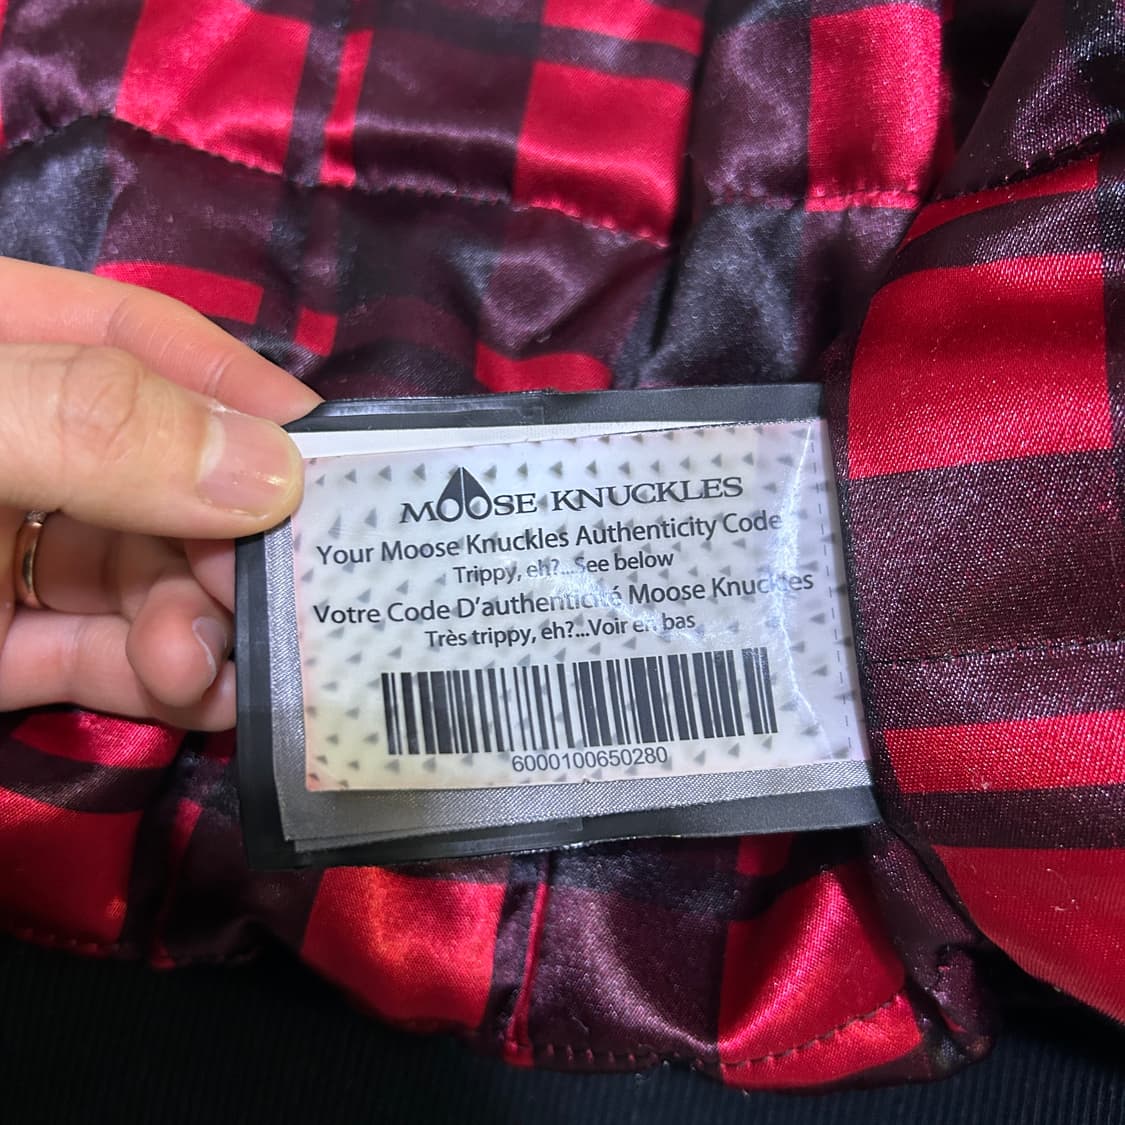 MOOSE KNUCKLES
Your Moose Knuckles Authenticity Code
Trippy, eh?...See below
Votre Code D'authenticité Moose Knuckles
Très trippy, eh?...Voir en bas
6000100650280